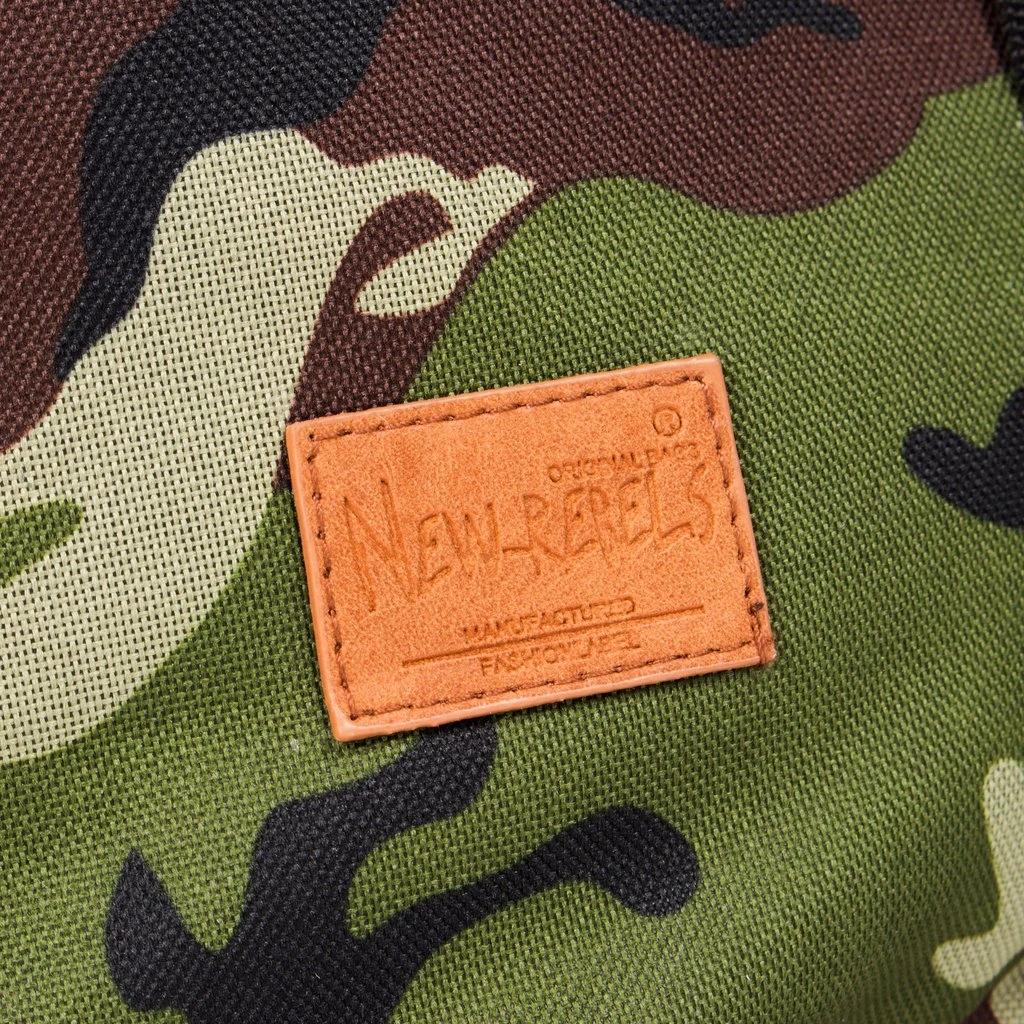 ®
ORIGINAL BAGS
NEW-REBELS
MANUFACTURED
FASHION LABEL